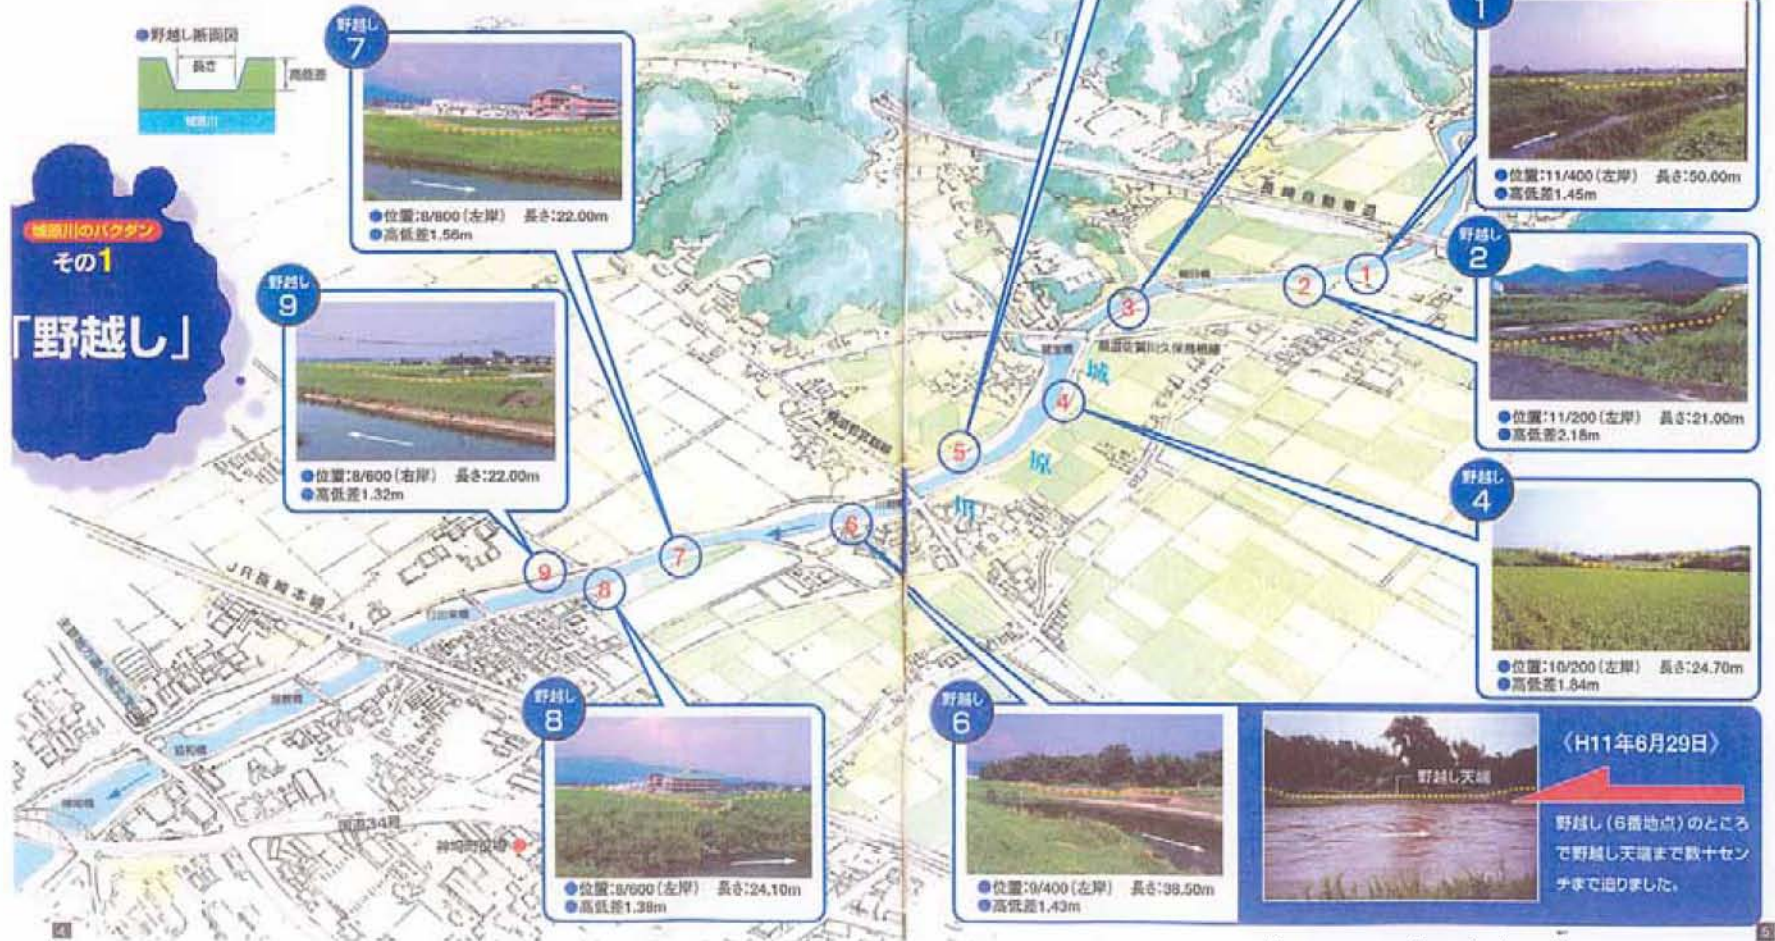 ●野越し断面図
長さ
高低差
城原川
城原川のバクダン
その1
「野越し」
野越し
7
●位置:8/800(左岸) 長さ:22.00m
●高低差1.56m
野越し
9
●位置:8/600(右岸) 長さ:22.00m
●高低差1.32m
1
●位置:11/400(左岸) 長さ:50.00m
●高低差1.45m
野越し
2
●位置:11/200(左岸) 長さ:21.00m
●高低差2.18m
野越し
4
●位置:10/200(左岸) 長さ:24.70m
●高低差1.84m
野越し
8
●位置:8/600(左岸) 長さ:24.10m
●高低差1.38m
野越し
6
●位置:9/400(左岸) 長さ:38.50m
●高低差1.43m
〈H11年6月29日〉
野越し天端
野越し(6番地点)のところ
で野越し天端まで数十セン
チまで迫りました。
長崎自動車道
1
2
3
4
5
6
7
8
9
城
原
川
JR長崎本線
協和橋
国道34号
神埼町役場
4
5